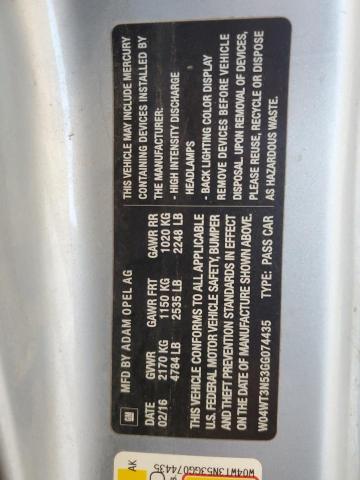 MFD BY ADAM OPEL AG
DATE GVWR GAWR FRT GAWR RR
02/16 2170 KG 1150 KG 1020 KG
4784 LB 2535 LB 2248 LB
THIS VEHICLE CONFORMS TO ALL APPLICABLE
U.S. FEDERAL MOTOR VEHICLE SAFETY, BUMPER
AND THEFT PREVENTION STANDARDS IN EFFECT
ON THE DATE OF MANUFACTURE SHOWN ABOVE.
W04WT3N53GG074435 TYPE: PASS CAR
THIS VEHICLE MAY INCLUDE MERCURY
CONTAINING DEVICES INSTALLED BY
THE MANUFACTURER:
- HIGH INTENSITY DISCHARGE
HEADLAMPS
- BACK LIGHTING COLOR DISPLAY
REMOVE DEVICES BEFORE VEHICLE
DISPOSAL. UPON REMOVAL OF DEVICES,
PLEASE REUSE, RECYCLE OR DISPOSE
AS HAZARDOUS WASTE.
GM
AK
W04WT3N53GG074435